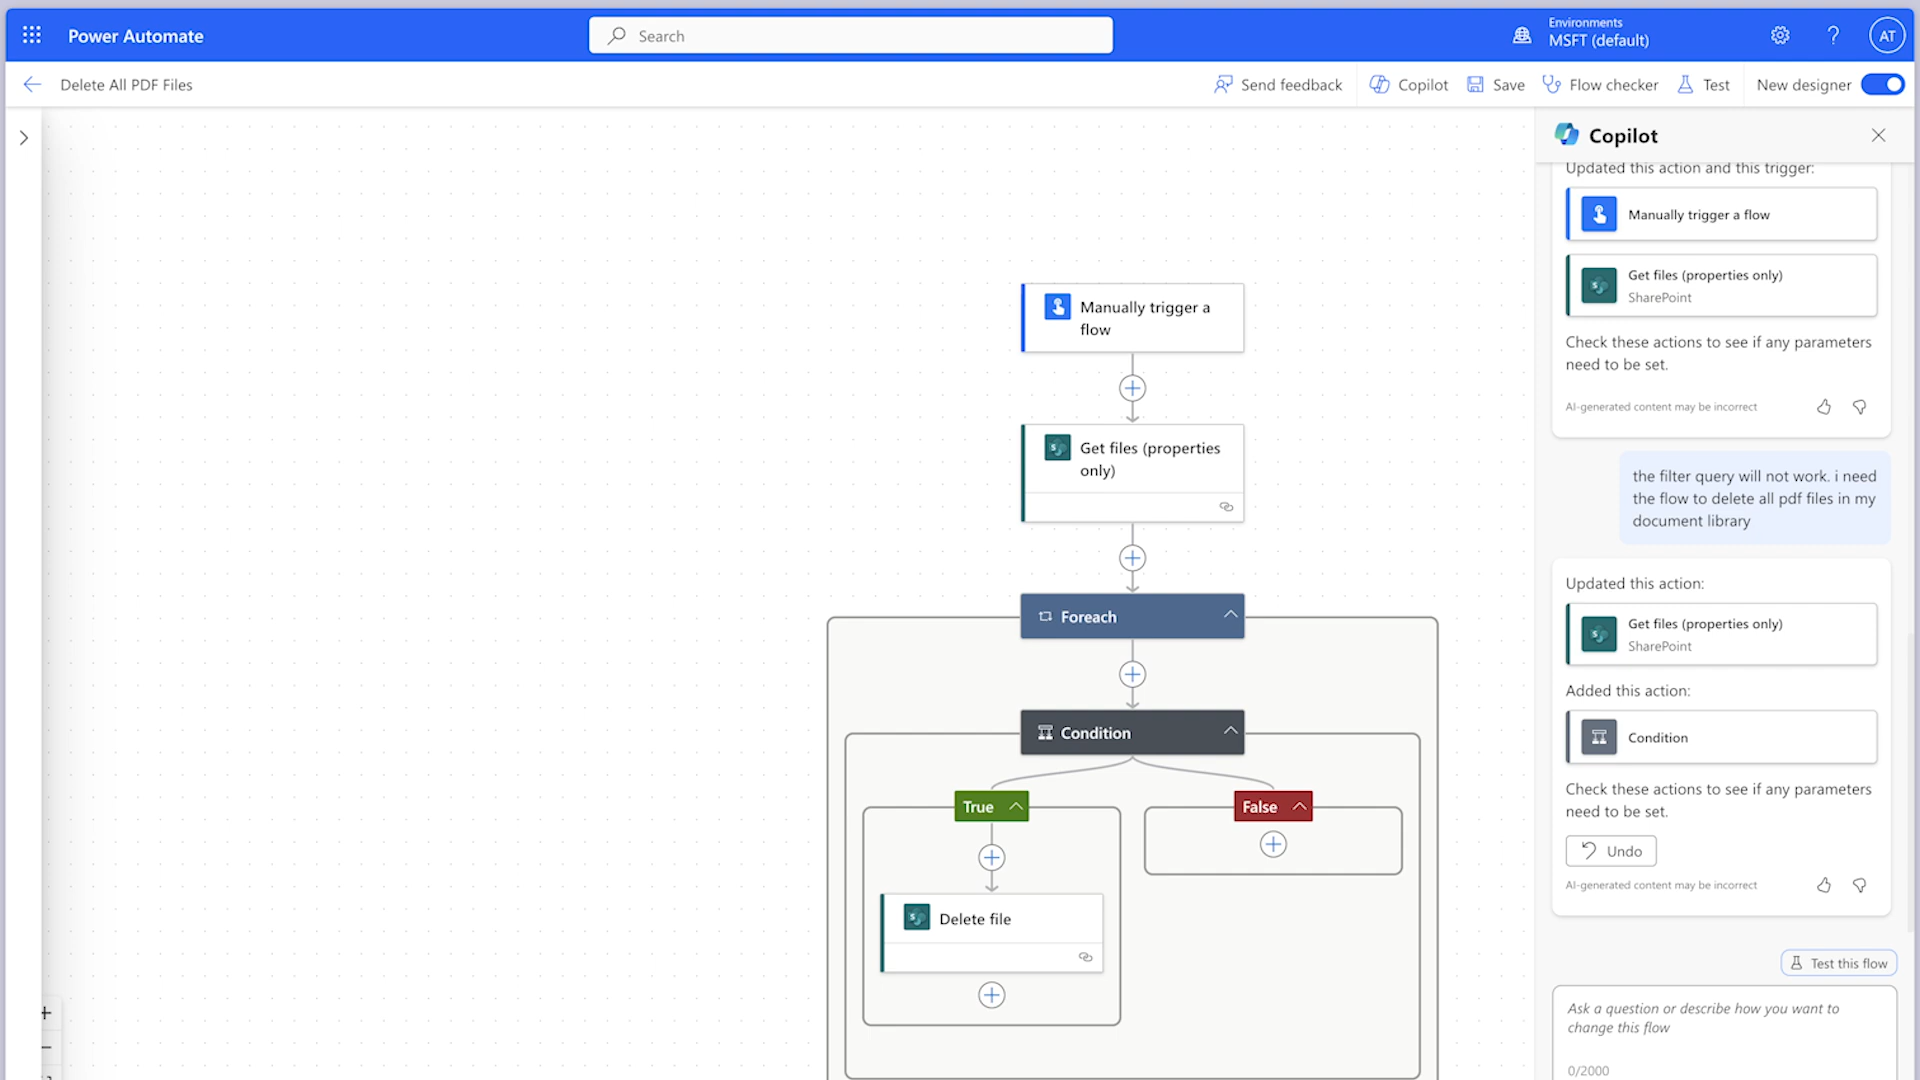 Power Automate
Search
Environments
MSFT (default)
AT
Delete All PDF Files
Send feedback
Copilot
Save
Flow checker
Test
New designer
Manually trigger a
flow
Get files (properties
only)
Foreach
Condition
True
False
Delete file
Copilot
Updated this action and this trigger:
Manually trigger a flow
Get files (properties only)
SharePoint
Check these actions to see if any parameters
need to be set.
AI-generated content may be incorrect
the filter query will not work. i need
the flow to delete all pdf files in my
document library
Updated this action:
Get files (properties only)
SharePoint
Added this action:
Condition
Check these actions to see if any parameters
need to be set.
Undo
AI-generated content may be incorrect
Test this flow
Ask a question or describe how you want to
change this flow
0/2000